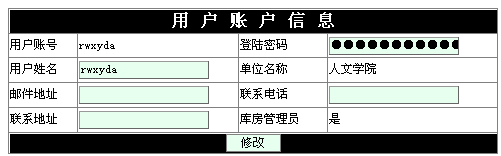 用户账户信息
用户账号 rwxyda 登陆密码 ●●●●●●●●●●●
用户姓名 rwxyda 单位名称 人文学院
邮件地址 联系电话
联系地址 库房管理员 是
修改